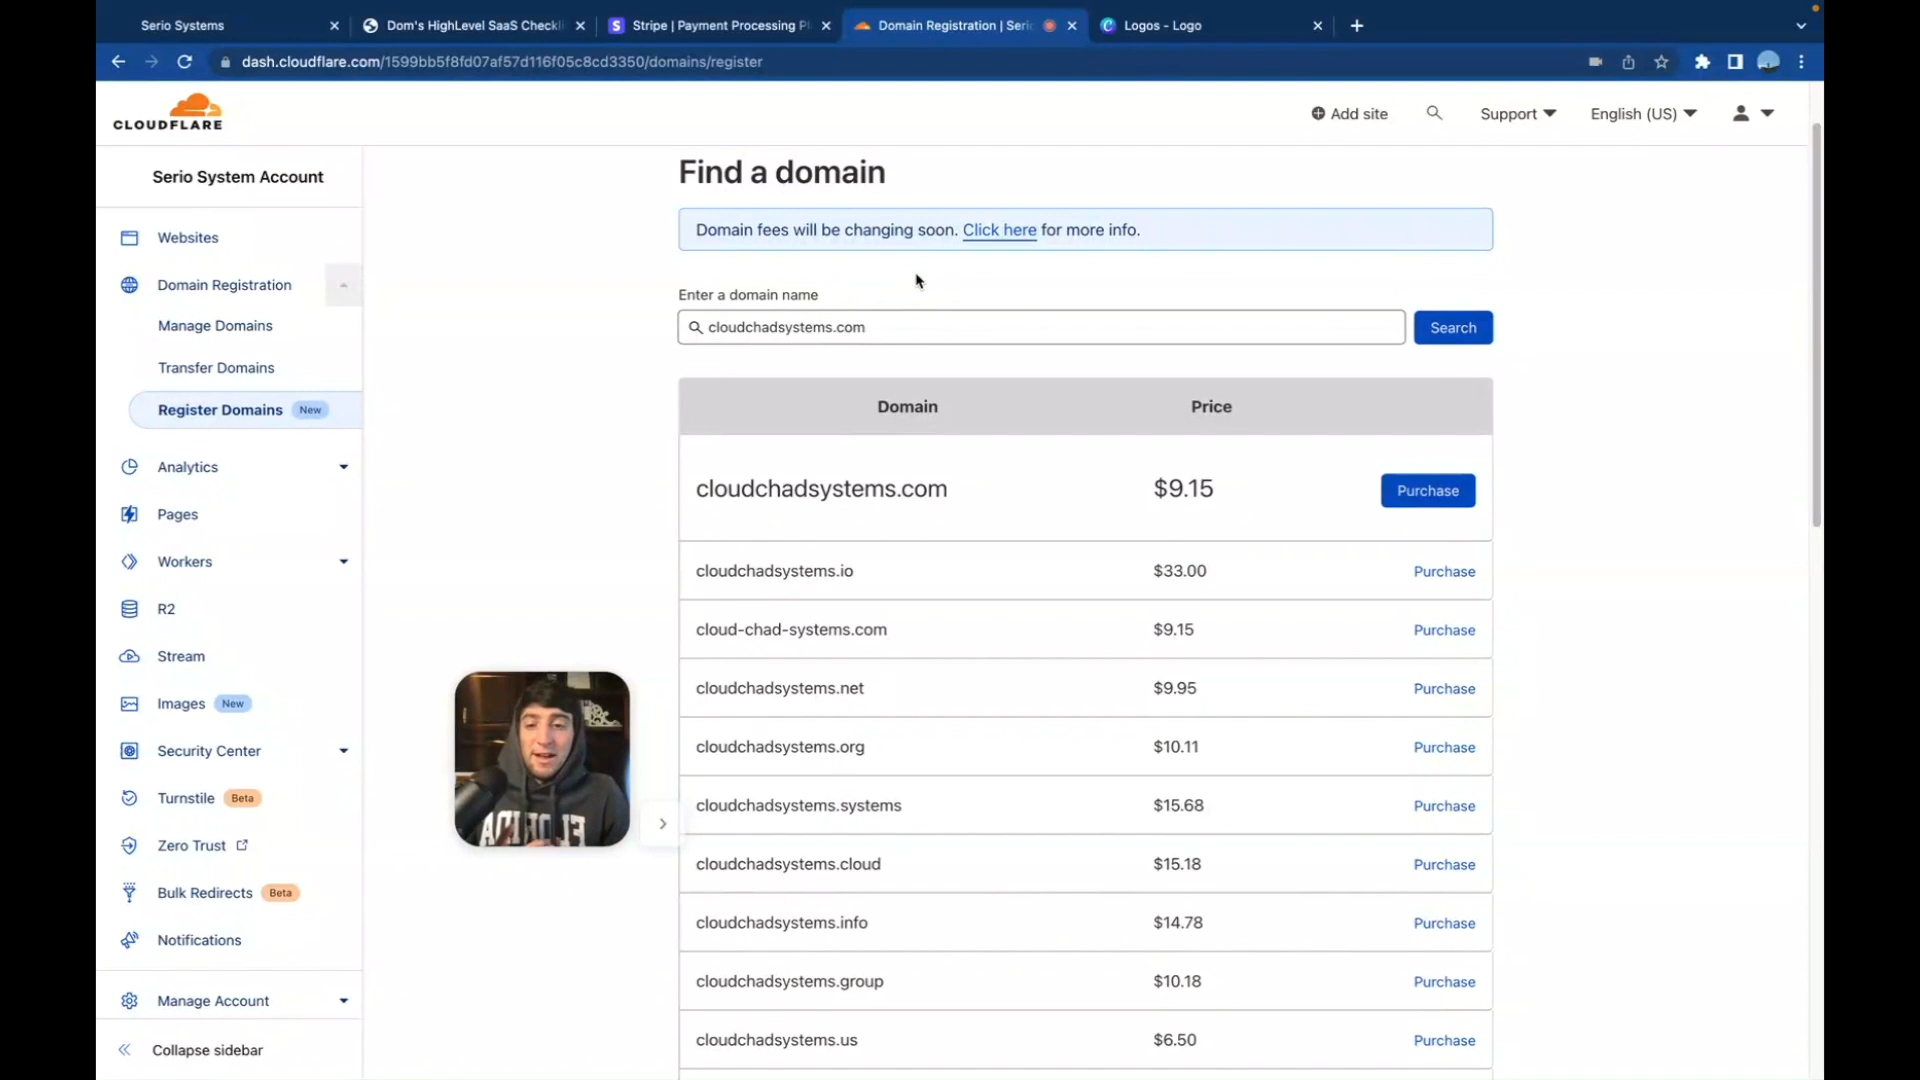 Serio Systems
Dom's HighLevel SaaS Checkli
Stripe | Payment Processing P
Domain Registration | Serio
Logos - Logo
dash.cloudflare.com/1599bb5f8fd07af57d116f05c8cd3350/domains/register
CLOUDFLARE
Add site
Support
English (US)
Serio System Account
Websites
Domain Registration
Manage Domains
Transfer Domains
Register Domains New
Analytics
Pages
Workers
R2
Stream
Images New
Security Center
Turnstile Beta
Zero Trust
Bulk Redirects Beta
Notifications
Manage Account
Collapse sidebar
Find a domain
Domain fees will be changing soon. Click here for more info.
Enter a domain name
cloudchadsystems.com
Search
Domain Price
cloudchadsystems.com $9.15 Purchase
cloudchadsystems.io $33.00 Purchase
cloud-chad-systems.com $9.15 Purchase
cloudchadsystems.net $9.95 Purchase
cloudchadsystems.org $10.11 Purchase
cloudchadsystems.systems $15.68 Purchase
cloudchadsystems.cloud $15.18 Purchase
cloudchadsystems.info $14.78 Purchase
cloudchadsystems.group $10.18 Purchase
cloudchadsystems.us $6.50 Purchase